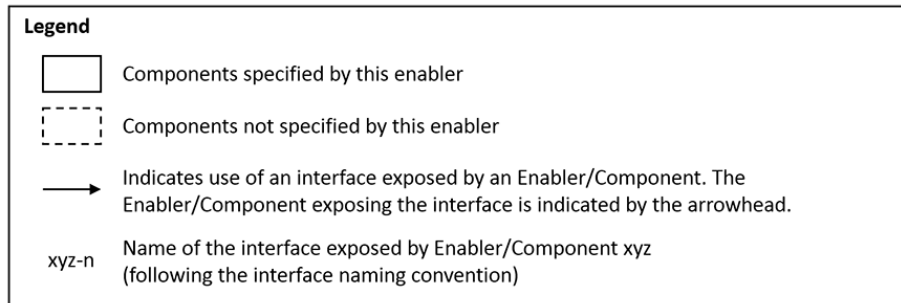 Legend
Components specified by this enabler
Components not specified by this enabler
Indicates use of an interface exposed by an Enabler/Component. The
Enabler/Component exposing the interface is indicated by the arrowhead.
xyz-n
Name of the interface exposed by Enabler/Component xyz
(following the interface naming convention)